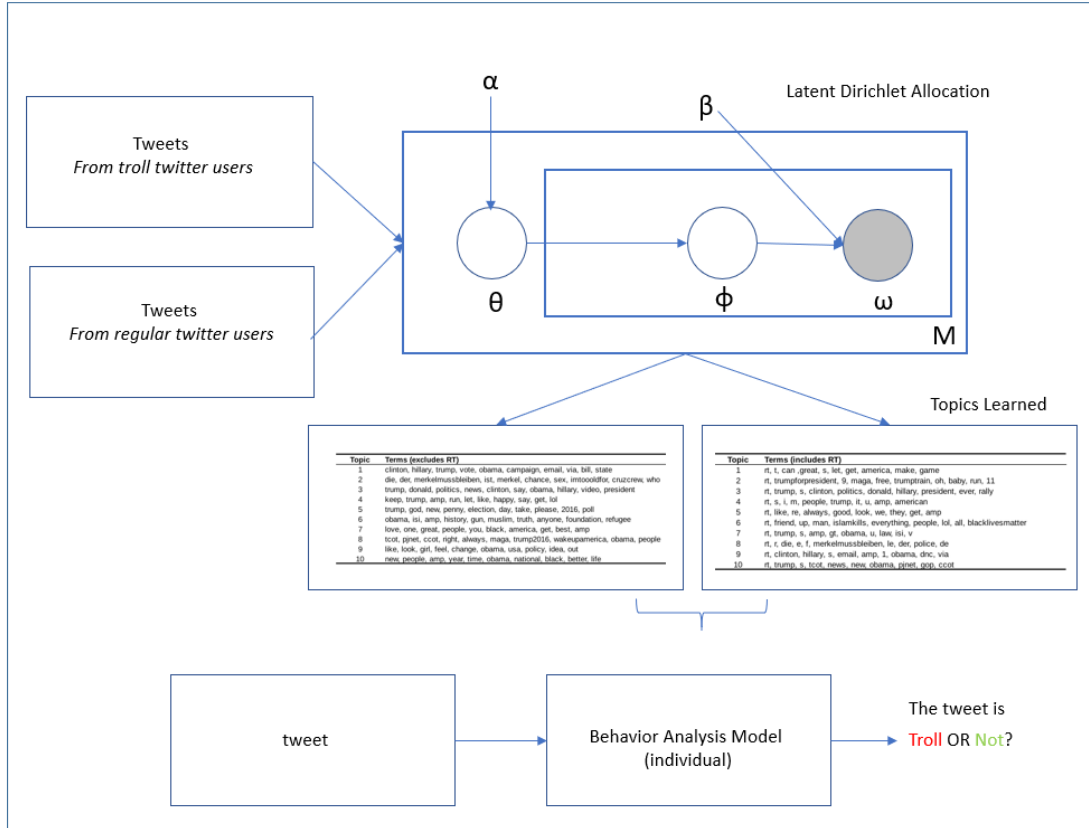 α
Latent Dirichlet Allocation
β
Tweets
From troll twitter users
Tweets
From regular twitter users
θ
ϕ
ω
M
Topics Learned
Topic Terms (excludes RT)
1 clinton, hillary, trump, vote, obama, campaign, email, via, bill, state
2 die, der, merkelmussbleiben, ist, merkel, chance, sex, imtoooldfor, cruzcrew, who
3 trump, donald, politics, news, clinton, say, obama, hillary, video, president
4 keep, trump, amp, run, let, like, happy, say, get, lol
5 trump, god, new, penny, election, day, take, please, 2016, poll
6 obama, isi, amp, history, gun, muslim, truth, anyone, foundation, refugee
7 love, one, great, people, you, black, america, get, best, amp
8 tcot, pjnet, ccot, right, always, maga, trump2016, wakeupamerica, obama, people
9 like, look, girl, feel, change, obama, usa, policy, idea, out
10 new, people, amp, year, time, obama, national, black, better, life
Topic Terms (includes RT)
1 rt, t, can ,great, s, let, get, america, make, game
2 rt, trumpforpresident, 9, maga, free, trumptrain, oh, baby, run, 11
3 rt, trump, s, clinton, politics, donald, hillary, president, ever, rally
4 rt, s, i, m, people, trump, it, u, amp, american
5 rt, like, re, always, good, look, we, they, get, amp
6 rt, friend, up, man, islamkills, everything, people, lol, all, blacklivesmatter
7 rt, trump, s, amp, gt, obama, u, law, isi, v
8 rt, r, die, e, f, merkelmussbleiben, le, der, police, de
9 rt, clinton, hillary, s, email, amp, 1, obama, dnc, via
10 rt, trump, s, tcot, news, new, obama, pjnet, gop, ccot
tweet
Behavior Analysis Model
(individual)
The tweet is
Troll OR Not?